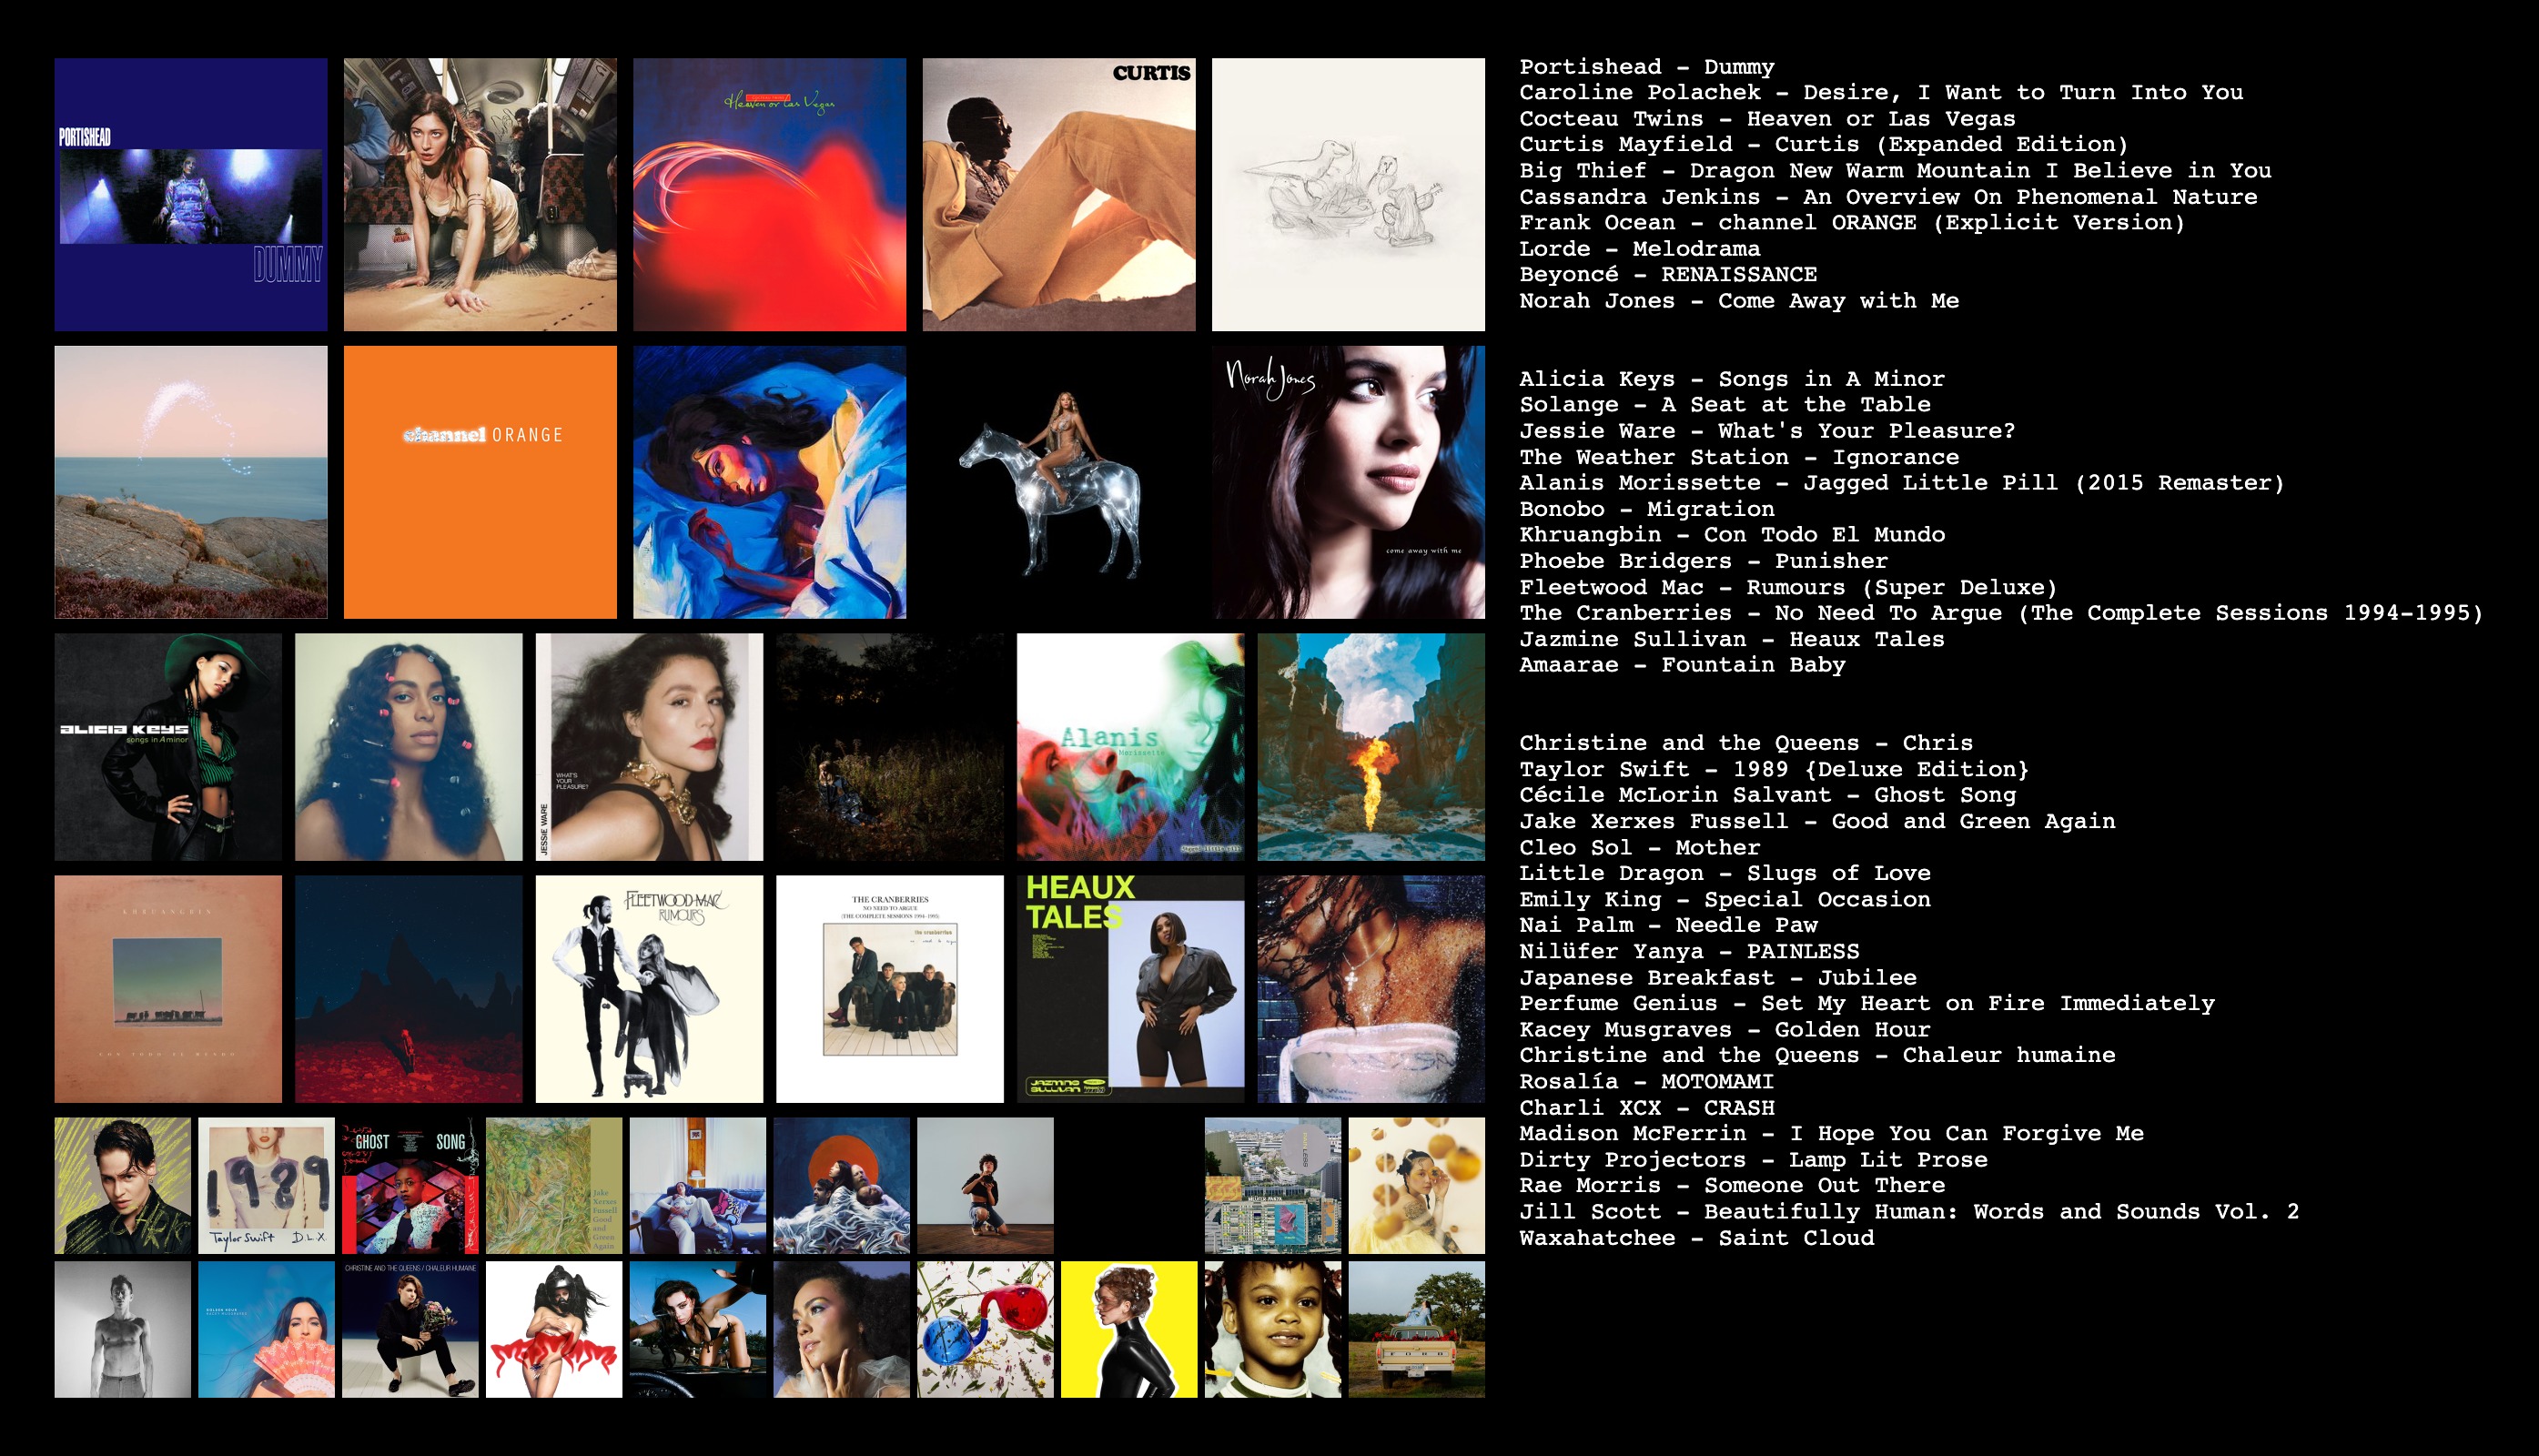 PORTISHEAD
DUMMY
Heaven or Las Vegas
CURTIS
channel ORANGE
Norah Jones
come away with me
aLICIa KeYS
songs in A minor
WHAT'S
YOUR
PLEASURE?
JESSIE WARE
Alanis
Morissette
jagged little pill
KHRUANGBIN
CON TODO EL MUNDO
FLEETWOOD MAC
RUMOURS
THE CRANBERRIES
NO NEED TO ARGUE
(THE COMPLETE SESSIONS 1994-1995)
the cranberries
HEAUX
TALES
JAZMINE
SULLIVAN
1989
Taylor Swift D.L.X.
GHOST SONG
Jake
Xerxes
Fussell
Good
and
Green
Again
PAINLESS
NILÜFER YANYA
GOLDEN HOUR
KACEY MUSGRAVES
CHRISTINE AND THE QUEENS / CHALEUR HUMAINE
Portishead – Dummy
Caroline Polachek – Desire, I Want to Turn Into You
Cocteau Twins – Heaven or Las Vegas
Curtis Mayfield – Curtis (Expanded Edition)
Big Thief – Dragon New Warm Mountain I Believe in You
Cassandra Jenkins – An Overview On Phenomenal Nature
Frank Ocean – channel ORANGE (Explicit Version)
Lorde – Melodrama
Beyoncé – RENAISSANCE
Norah Jones – Come Away with Me
Alicia Keys – Songs in A Minor
Solange – A Seat at the Table
Jessie Ware – What's Your Pleasure?
The Weather Station – Ignorance
Alanis Morissette – Jagged Little Pill (2015 Remaster)
Bonobo – Migration
Khruangbin – Con Todo El Mundo
Phoebe Bridgers – Punisher
Fleetwood Mac – Rumours (Super Deluxe)
The Cranberries – No Need To Argue (The Complete Sessions 1994-1995)
Jazmine Sullivan – Heaux Tales
Amaarae – Fountain Baby
Christine and the Queens – Chris
Taylor Swift – 1989 {Deluxe Edition}
Cécile McLorin Salvant – Ghost Song
Jake Xerxes Fussell – Good and Green Again
Cleo Sol – Mother
Little Dragon – Slugs of Love
Emily King – Special Occasion
Nai Palm – Needle Paw
Nilüfer Yanya – PAINLESS
Japanese Breakfast – Jubilee
Perfume Genius – Set My Heart on Fire Immediately
Kacey Musgraves – Golden Hour
Christine and the Queens – Chaleur humaine
Rosalía – MOTOMAMI
Charli XCX – CRASH
Madison McFerrin – I Hope You Can Forgive Me
Dirty Projectors – Lamp Lit Prose
Rae Morris – Someone Out There
Jill Scott – Beautifully Human: Words and Sounds Vol. 2
Waxahatchee – Saint Cloud